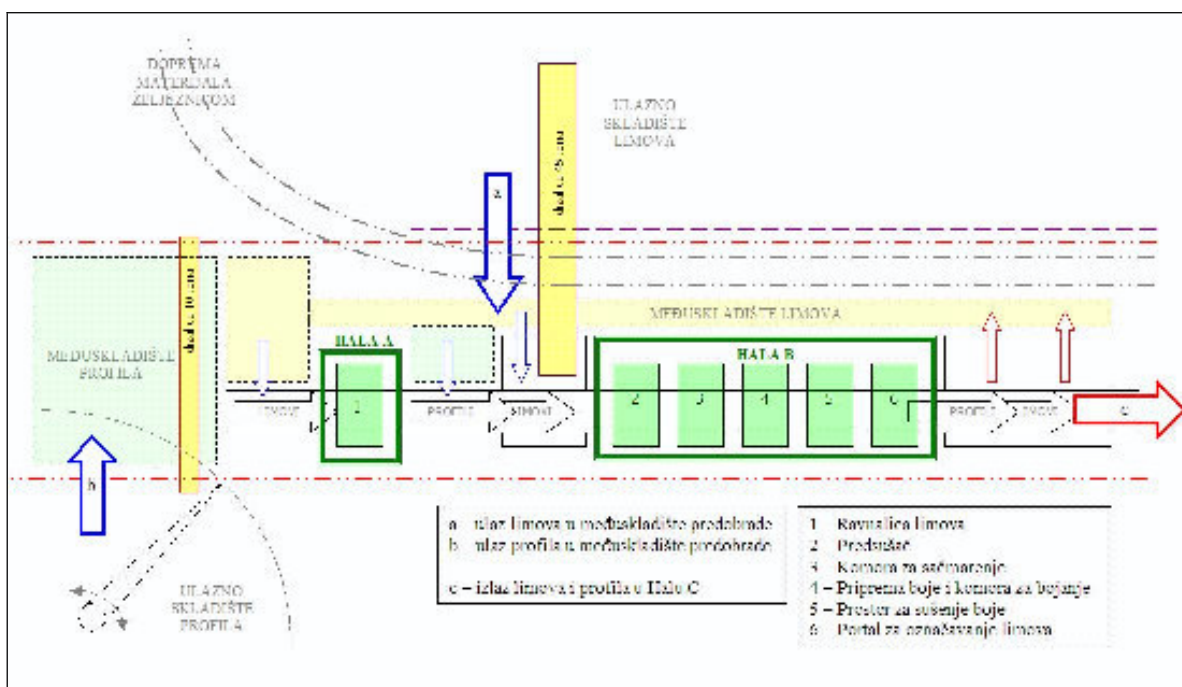 DOPREMA
MATERIJALA
ŽELJEZNICOM
ULAZNO
SKLADIŠTE
LIMOVA
a
MEĐUSKLADIŠTE LIMOVA
MEĐUSKLADIŠTE
PROFILA
HALA A
HALA B
LIMOVI
1
PROFILI
LIMOVI
2
3
4
5
6
PROFILI
LIMOVI
c
b
ULAZNO
SKLADIŠTE
PROFILA
a – ulaz limova u međuskladište predobrade
b – ulaz profila u međuskladište predobrade
c – izlaz limova i profila u Halu C
1 – Ravnalica limova
2 – Predsušač
3 – Komora za sačmarenje
4 – Priprema boje i komora za bojanje
5 – Prostor za sušenje boje
6 – Portal za označavanje limova